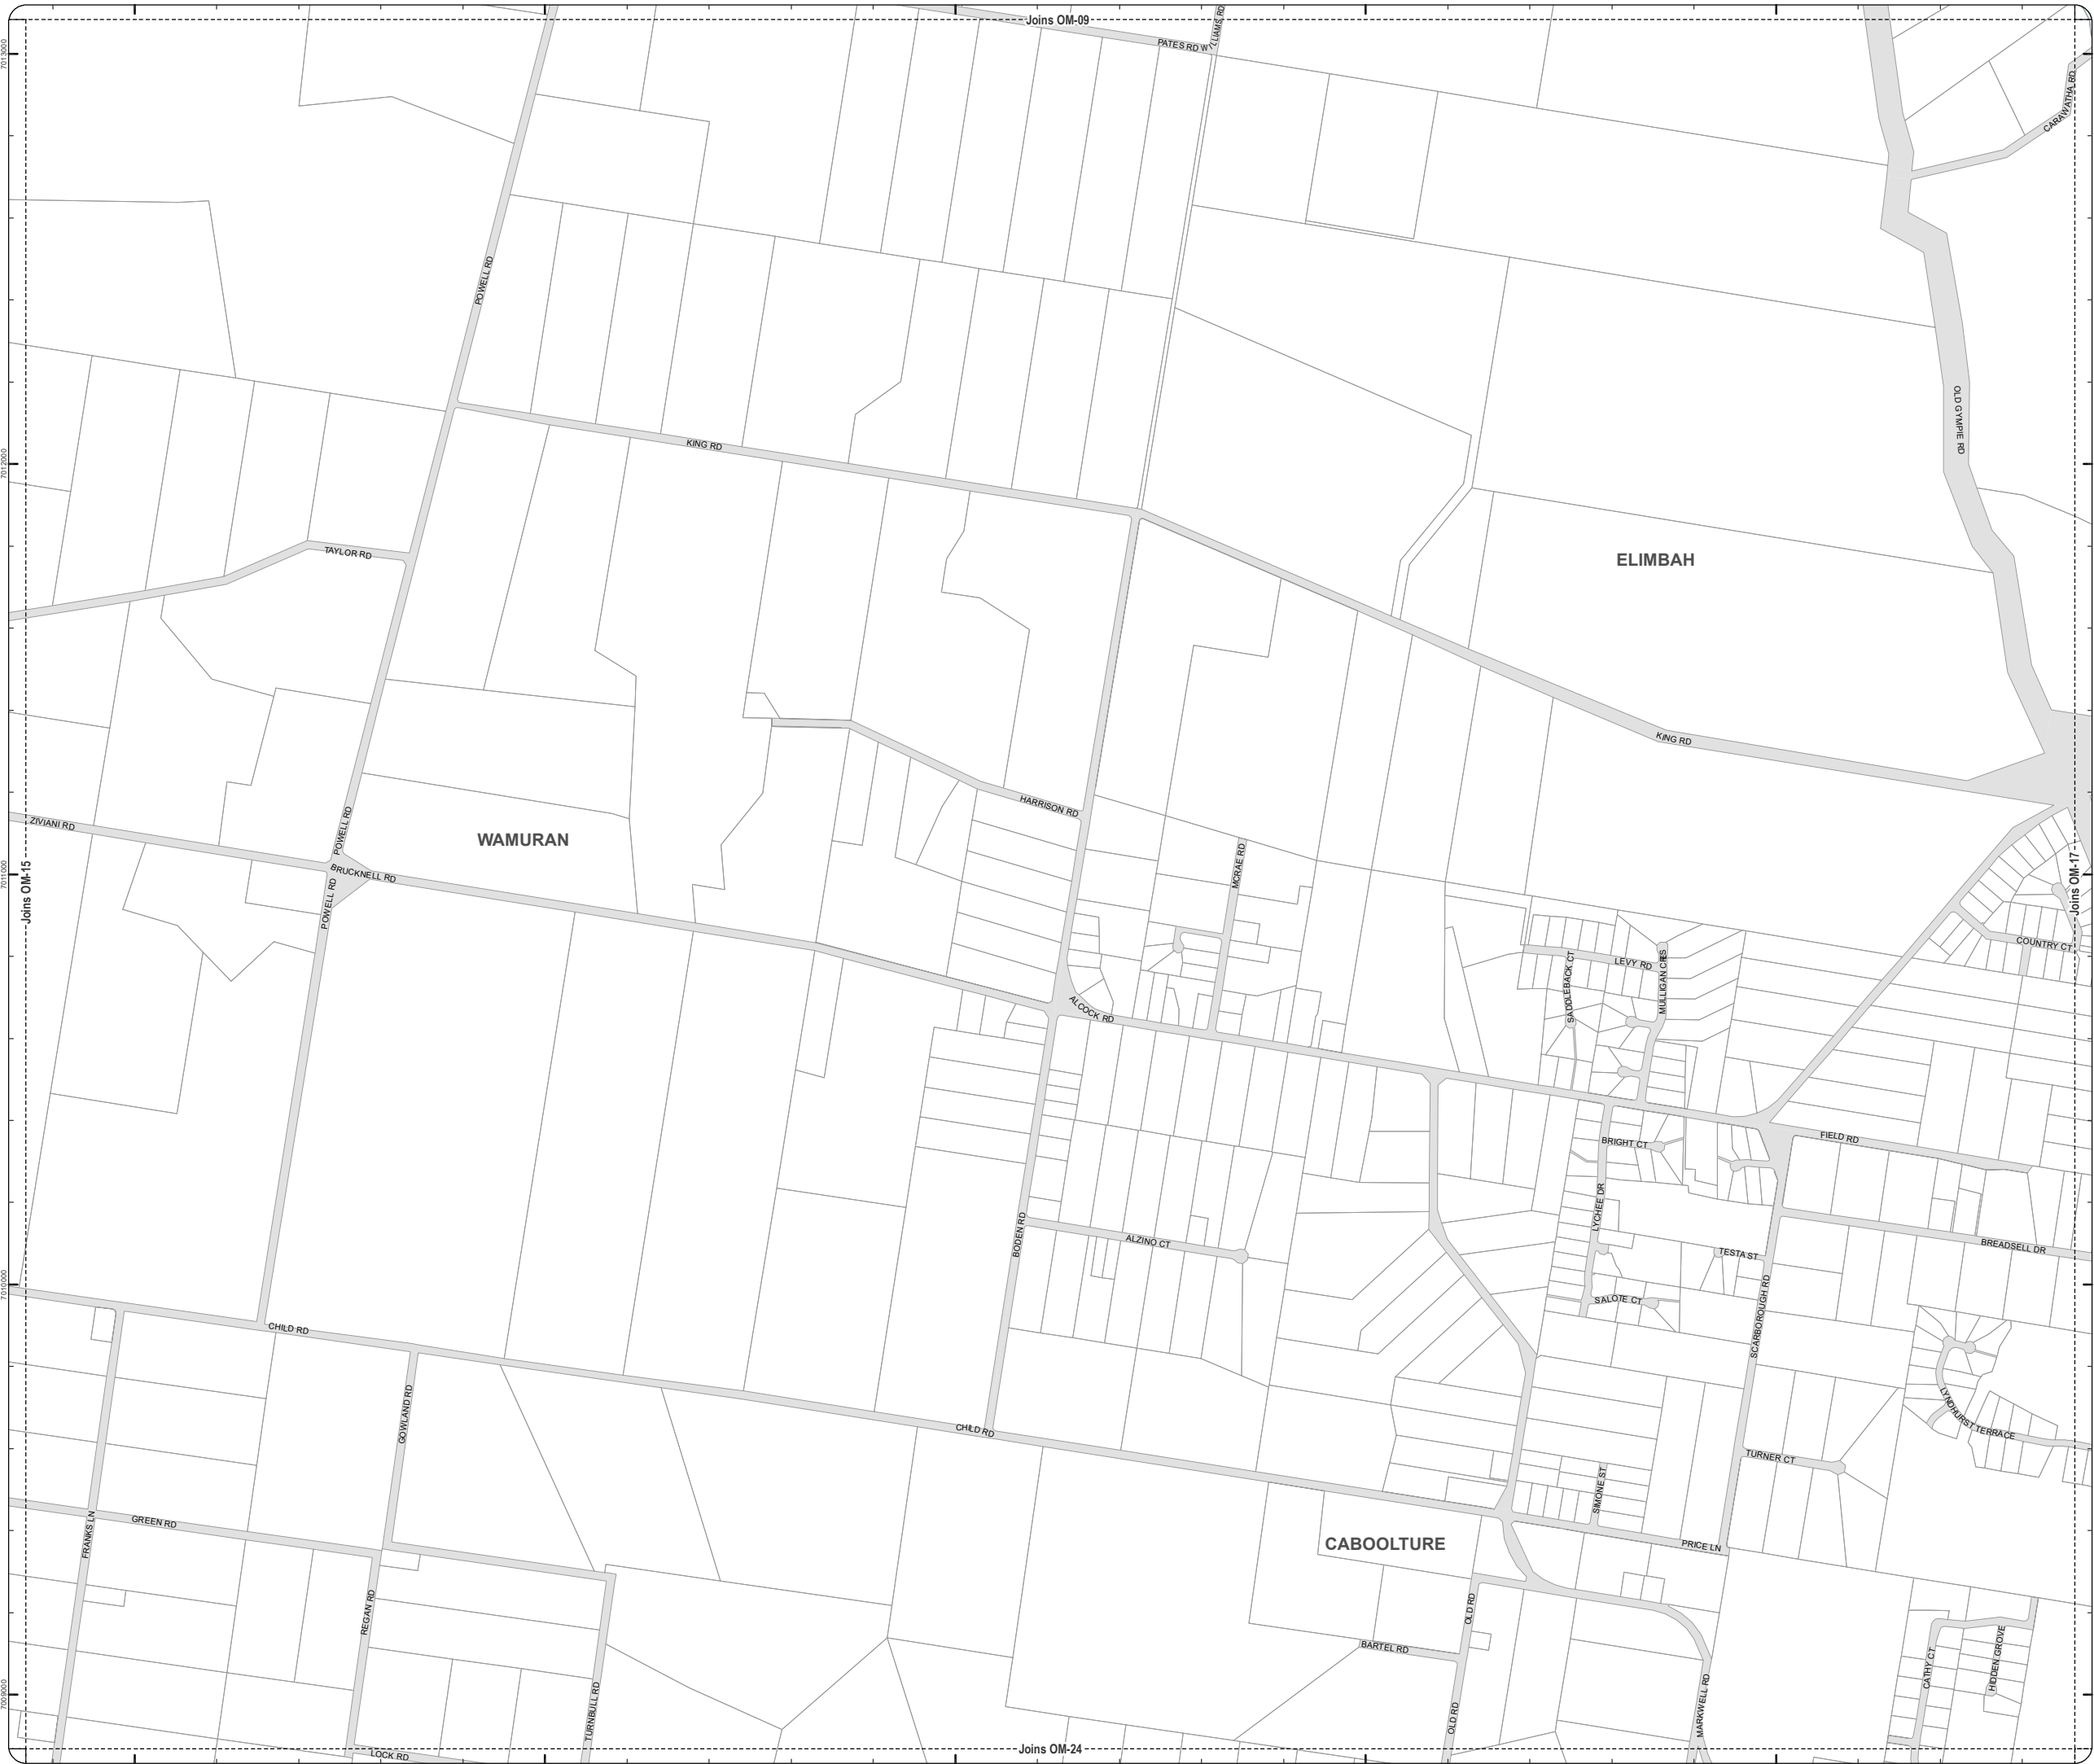 Joins OM-09
PATES RD
LIAMS RD
7013000
CARAWATHA RD
POWELL RD
OLD GYMPIE RD
KING RD
7012000
TAYLOR RD
ELIMBAH
KING RD
HARRISON RD
ZIVIANI RD
POWELL RD
WAMURAN
MCRAE RD
BRUCKNELL RD
7011000
Joins OM-15
Joins OM-17
POWELL RD
COUNTRY CT
LEVY RD
SADDLEBACK CT
MULLIGAN CRES
ALCOCK RD
FIELD RD
BRIGHT CT
LYCHEE DR
BODEN RD
ALZINO CT
TESTA ST
BREADSELL DR
7010000
SALOTE CT
SCARBOROUGH RD
CHILD RD
GOWLAND RD
CHILD RD
LYNDHURST TERRACE
TURNER CT
SIMONE ST
FRANKS LN
GREEN RD
CABOOLTURE
PRICE LN
REGAN RD
OLD RD
BARTEL RD
CATHY CT
HIDDEN GROVE
7009000
TURNBULL RD
OLD RD
MARKWELL RD
LOCK RD
Joins OM-24